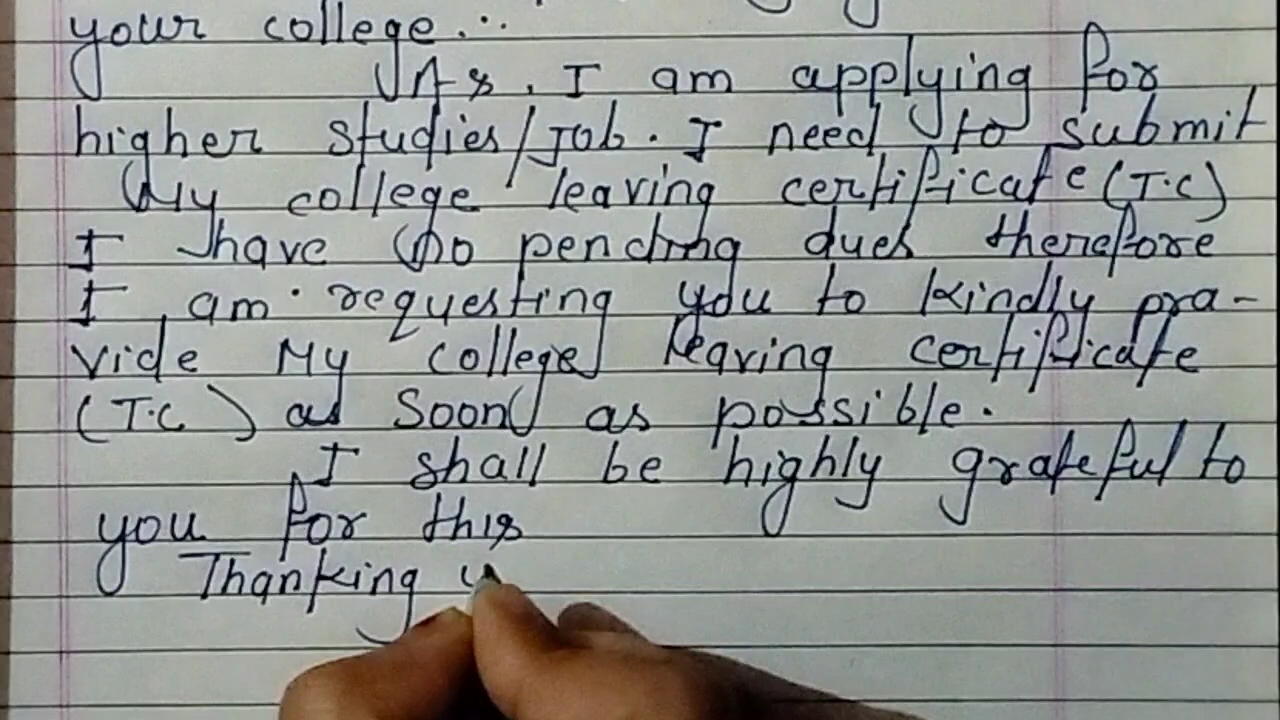 your college.
As, I am applying for
higher studies/Job. I need to submit
My college leaving certificate (T.C)
I have no pending dues therefore
I am requesting you to kindly pra-
vide My college leaving certificate
(T.C) as soon as possible.
I shall be highly grateful to
you for this
Thanking y